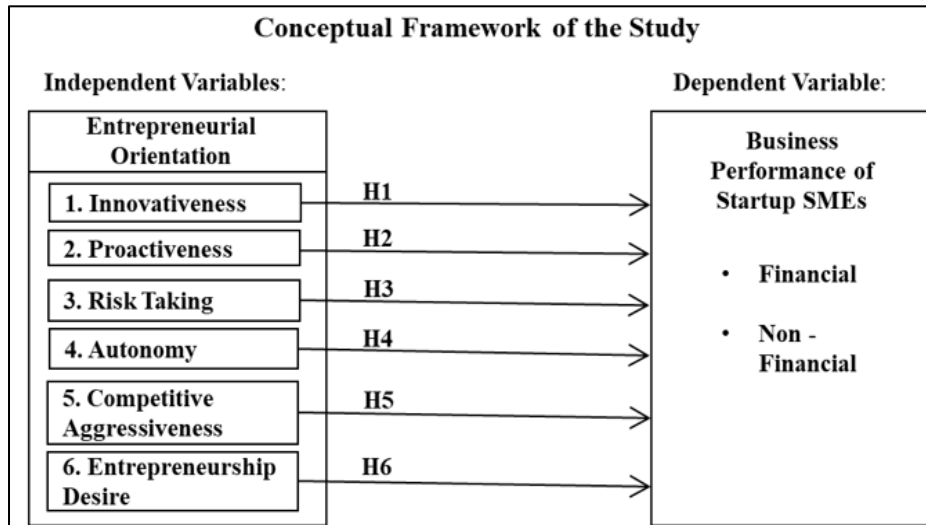 Conceptual Framework of the Study
Independent Variables:
Dependent Variable:
Entrepreneurial
Orientation
1. Innovativeness
2. Proactiveness
3. Risk Taking
4. Autonomy
5. Competitive
Aggressiveness
6. Entrepreneurship
Desire
H1
H2
H3
H4
H5
H6
Business
Performance of
Startup SMEs
• Financial
• Non -
Financial